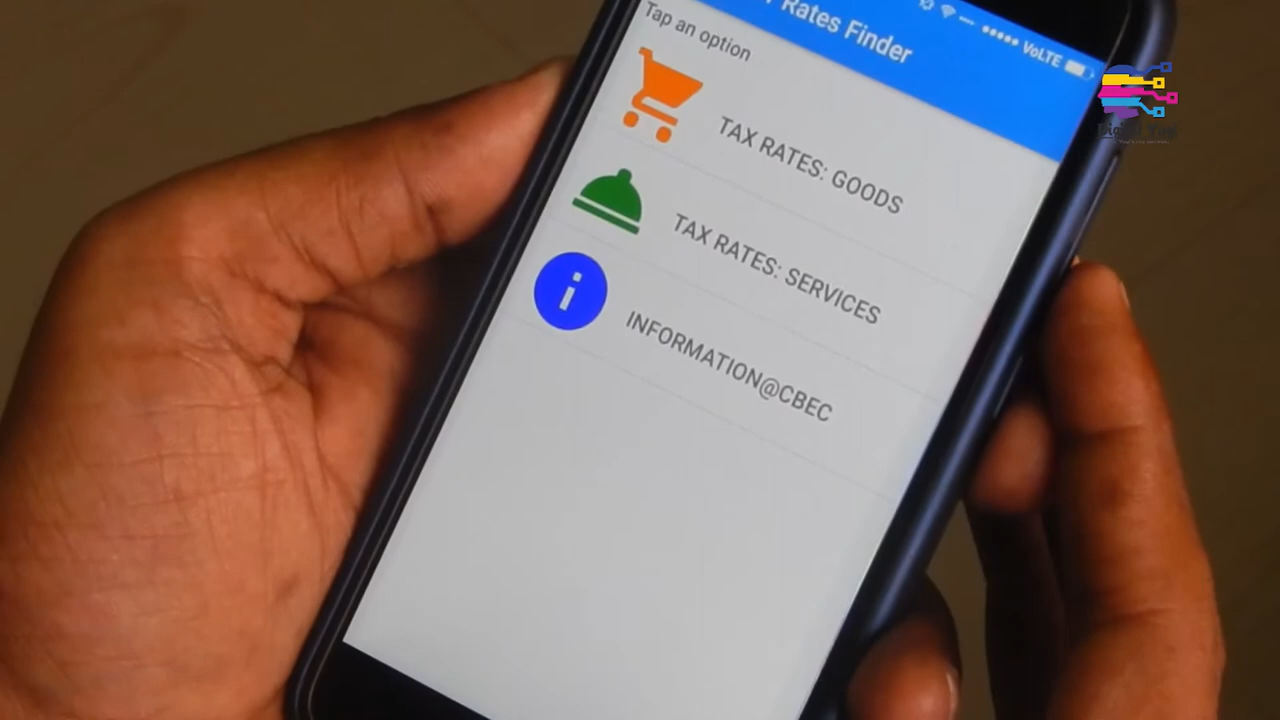 Rates Finder
VoLTE
Tap an option
TAX RATES: GOODS
TAX RATES: SERVICES
INFORMATION@CBEC